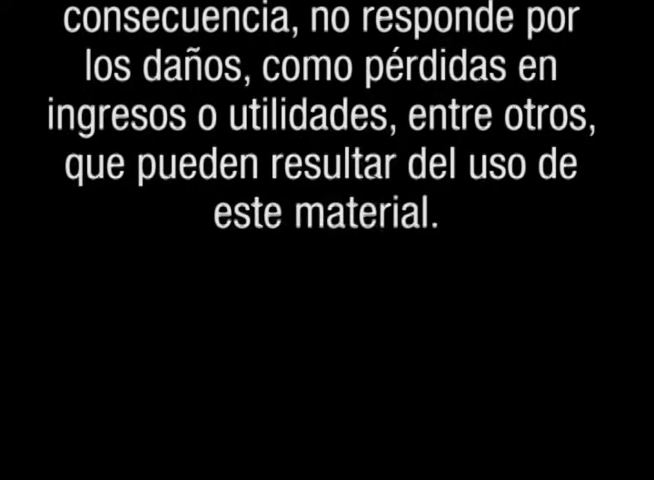 consecuencia, no responde por
los daños, como pérdidas en
ingresos o utilidades, entre otros,
que pueden resultar del uso de
este material.